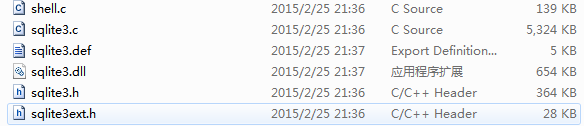 shell.c 2015/2/25 21:36 C Source 139 KB
sqlite3.c 2015/2/25 21:36 C Source 5,324 KB
sqlite3.def 2015/2/25 21:37 Export Definition... 5 KB
sqlite3.dll 2015/2/25 21:37 应用程序扩展 654 KB
sqlite3.h 2015/2/25 21:36 C/C++ Header 364 KB
sqlite3ext.h 2015/2/25 21:36 C/C++ Header 28 KB